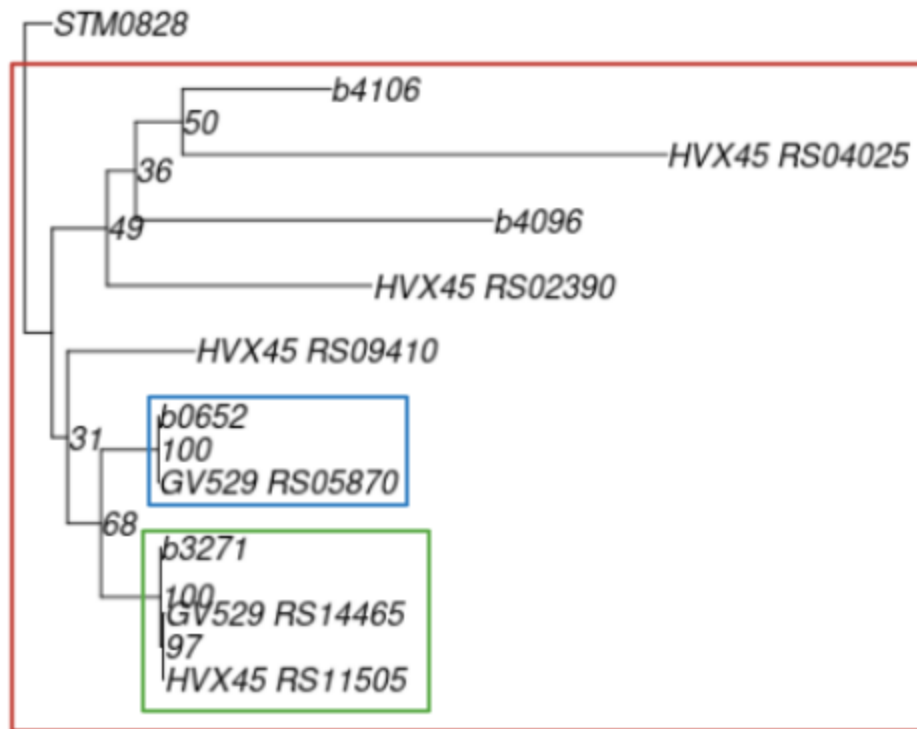 STM0828
b4106
50
HVX45 RS04025
36
b4096
49
HVX45 RS02390
HVX45 RS09410
b0652
31
100
GV529 RS05870
68
b3271
100
GV529 RS14465
97
HVX45 RS11505